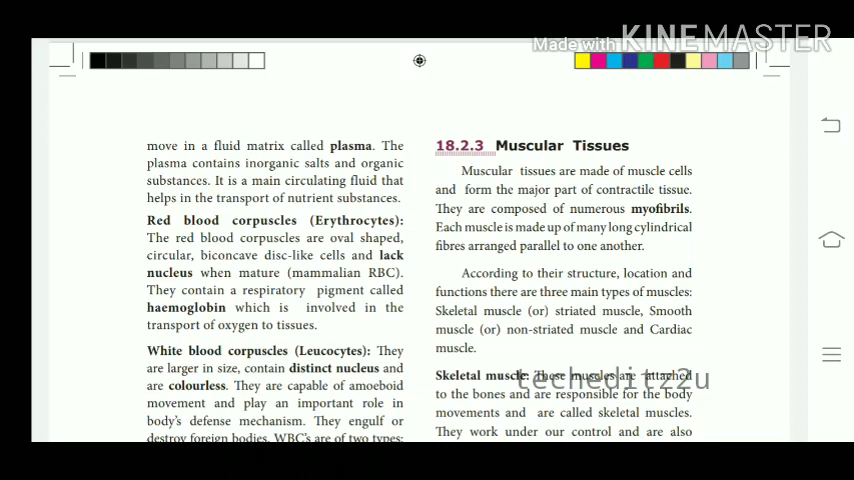 Made with KINEMASTER
move in a fluid matrix called plasma. The
plasma contains inorganic salts and organic
substances. It is a main circulating fluid that
helps in the transport of nutrient substances.
Red blood corpuscles (Erythrocytes):
The red blood corpuscles are oval shaped,
circular, biconcave disc-like cells and lack
nucleus when mature (mammalian RBC).
They contain a respiratory pigment called
haemoglobin which is involved in the
transport of oxygen to tissues.
White blood corpuscles (Leucocytes): They
are larger in size, contain distinct nucleus and
are colourless. They are capable of amoeboid
movement and play an important role in
body's defense mechanism. They engulf or
destroy foreign bodies. WBC's are of two types:
18.2.3 Muscular Tissues
Muscular tissues are made of muscle cells
and form the major part of contractile tissue.
They are composed of numerous myofibrils.
Each muscle is made up of many long cylindrical
fibres arranged parallel to one another.
According to their structure, location and
functions there are three main types of muscles:
Skeletal muscle (or) striated muscle, Smooth
muscle (or) non-striated muscle and Cardiac
muscle.
Skeletal muscle: These muscles are attached
to the bones and are responsible for the body
movements and are called skeletal muscles.
They work under our control and are also
techeditz2u